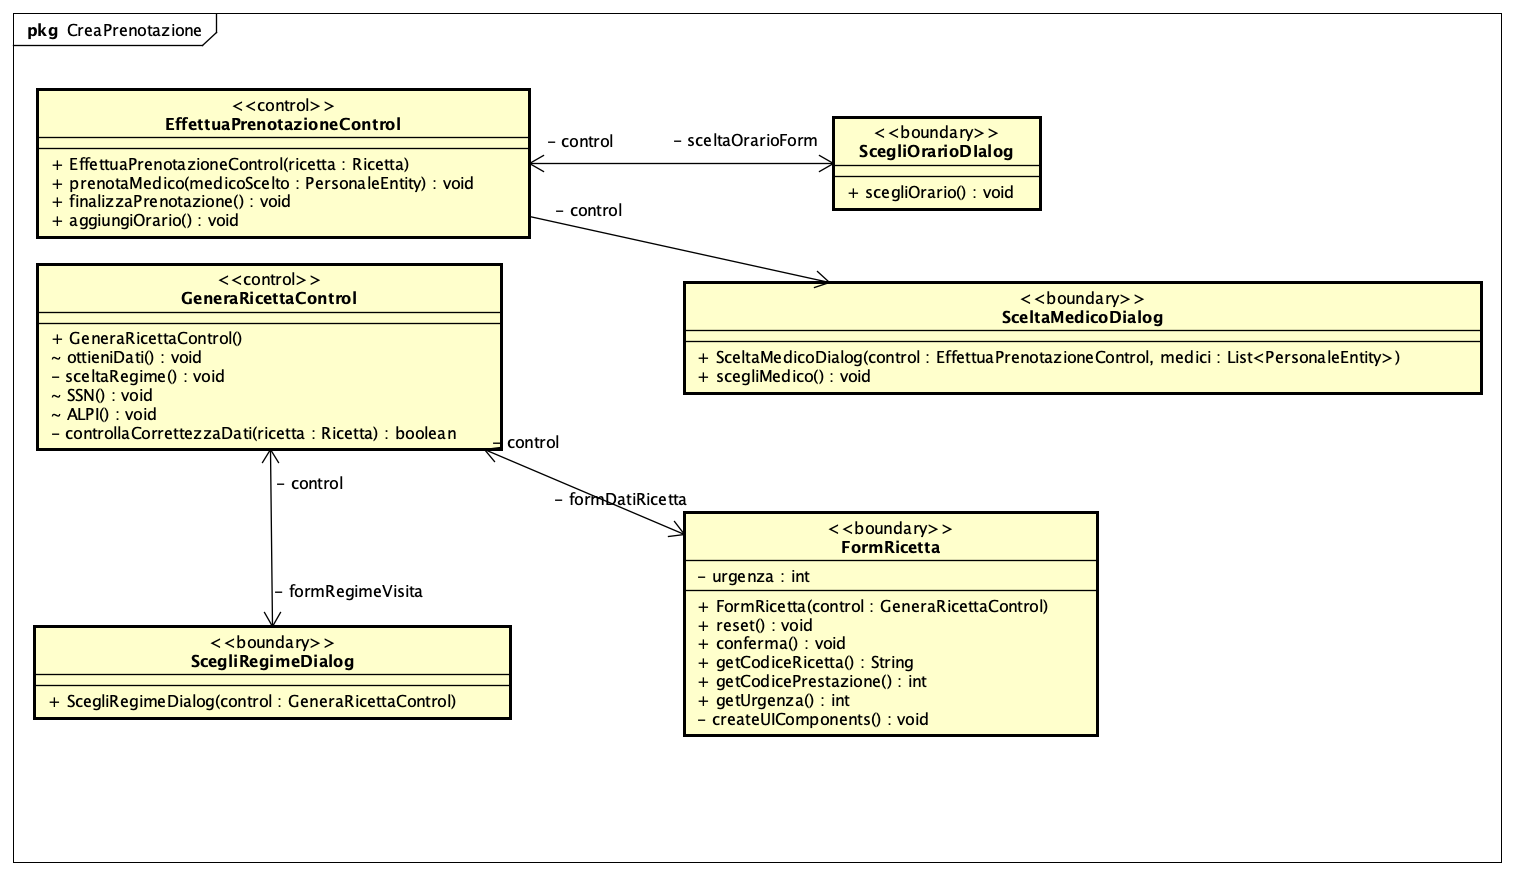 pkg CreaPrenotazione
<<control>>
EffettuaPrenotazioneControl
+ EffettuaPrenotazioneControl(ricetta : Ricetta)
+ prenotaMedico(medicoScelto : PersonaleEntity) : void
+ finalizzaPrenotazione() : void
+ aggiungiOrario() : void
- control
- sceltaOrarioForm
<<boundary>>
ScegliOrarioDIalog
+ scegliOrario() : void
- control
<<control>>
GeneraRicettaControl
+ GeneraRicettaControl()
~ ottieniDati() : void
- sceltaRegime() : void
~ SSN() : void
~ ALPI() : void
- controllaCorrettezzaDati(ricetta : Ricetta) : boolean
<<boundary>>
SceltaMedicoDialog
+ SceltaMedicoDialog(control : EffettuaPrenotazioneControl, medici : List<PersonaleEntity>)
+ scegliMedico() : void
- control
- control
- formDatiRicetta
- formRegimeVisita
<<boundary>>
FormRicetta
- urgenza : int
+ FormRicetta(control : GeneraRicettaControl)
+ reset() : void
+ conferma() : void
+ getCodiceRicetta() : String
+ getCodicePrestazione() : int
+ getUrgenza() : int
- createUIComponents() : void
<<boundary>>
ScegliRegimeDialog
+ ScegliRegimeDialog(control : GeneraRicettaControl)